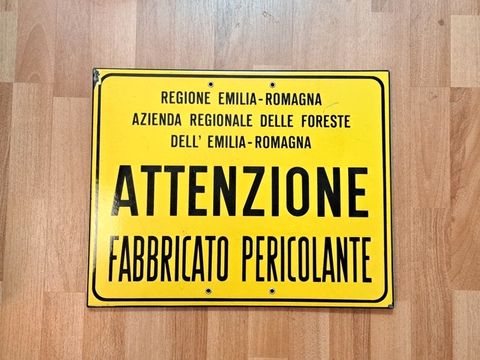 REGIONE EMILIA-ROMAGNA
AZIENDA REGIONALE DELLE FORESTE
DELL' EMILIA-ROMAGNA
ATTENZIONE
FABBRICATO PERICOLANTE